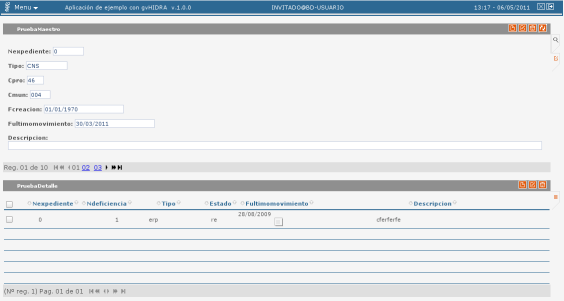 Menu Aplicación de ejemplo con gvHIDRA v.1.0.0 INVITADO@BD-USUARIO 13:17 - 06/05/2011
PruebaMaestro
Nexpediente: 0
Tipo: CNS
Cpro: 46
Cmun: 004
Fcreacion: 01/01/1970
Fultimomovimiento: 30/03/2011
Descripcion:
Reg. 01 de 10 01 02 03
PruebaDetalle
Nexpediente Ndeficiencia Tipo Estado Fultimomovimiento Descripcion
28/08/2009
0 1 erp re cferferfe
(Nº reg. 1) Pag. 01 de 01